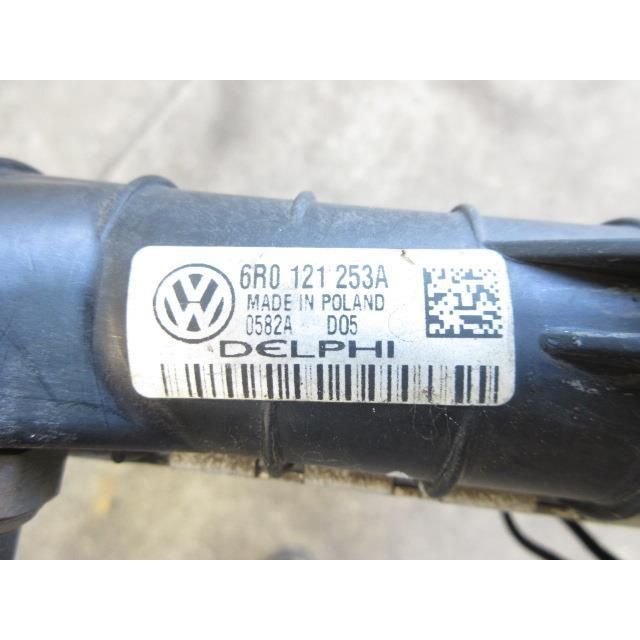 6R0 121 253A
MADE IN POLAND
0582A D05
DELPHI